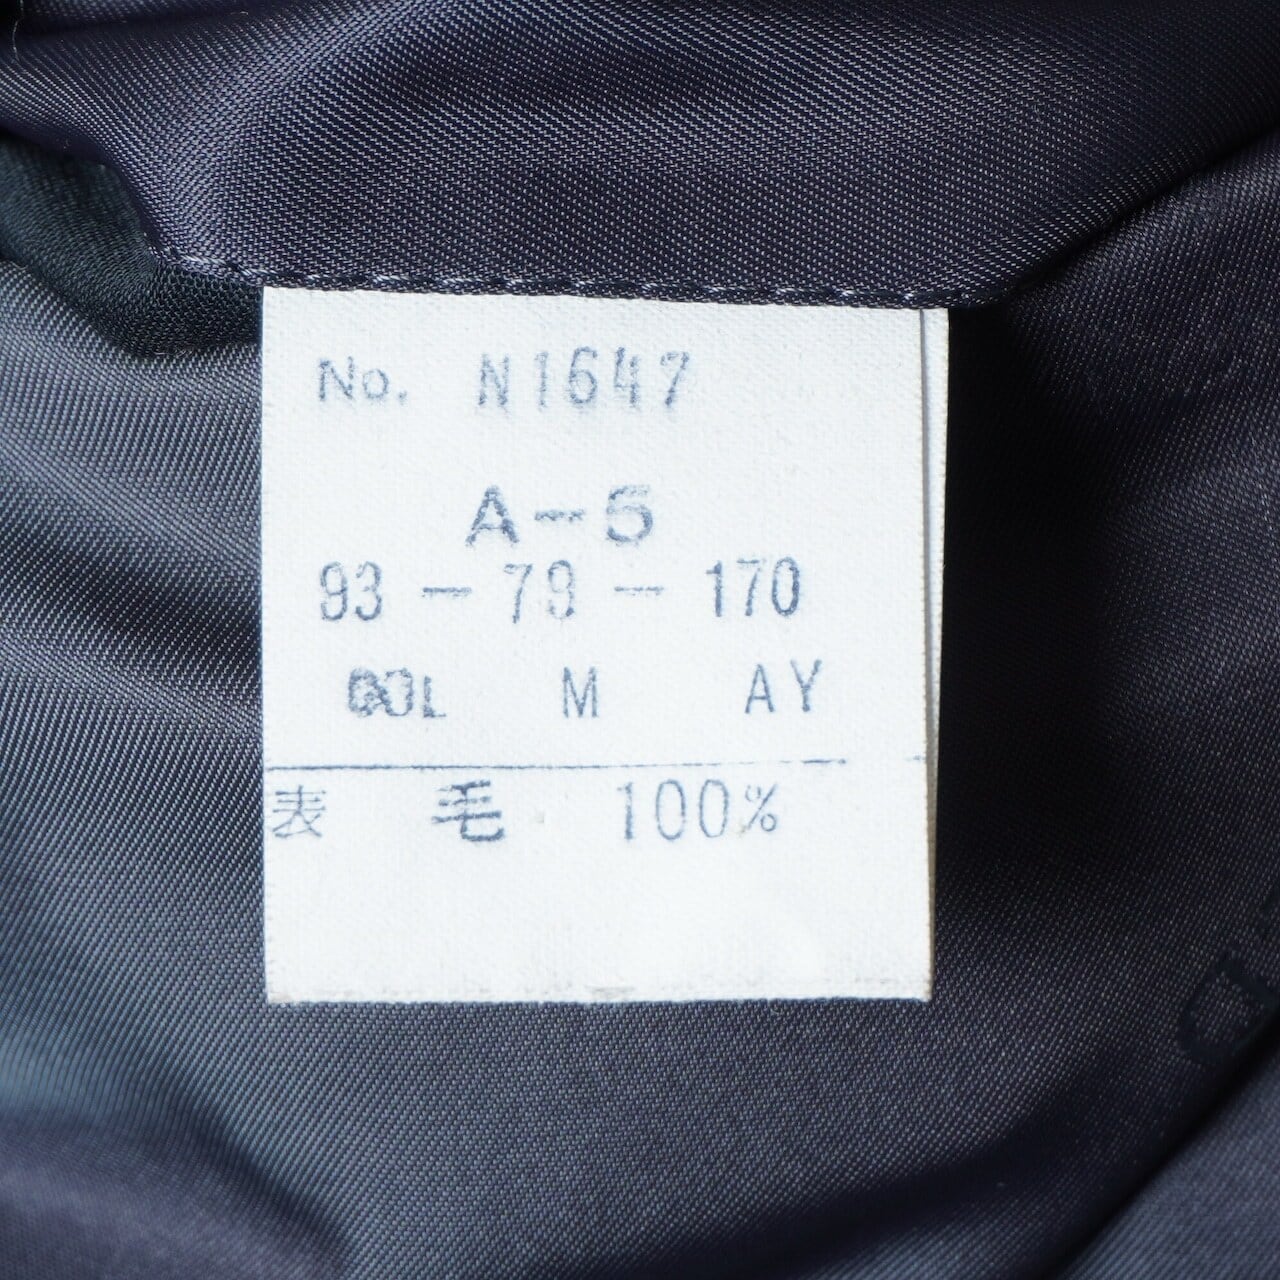 No. N1647
A-5
93 - 79 - 170
COL M AY
表 毛 100%